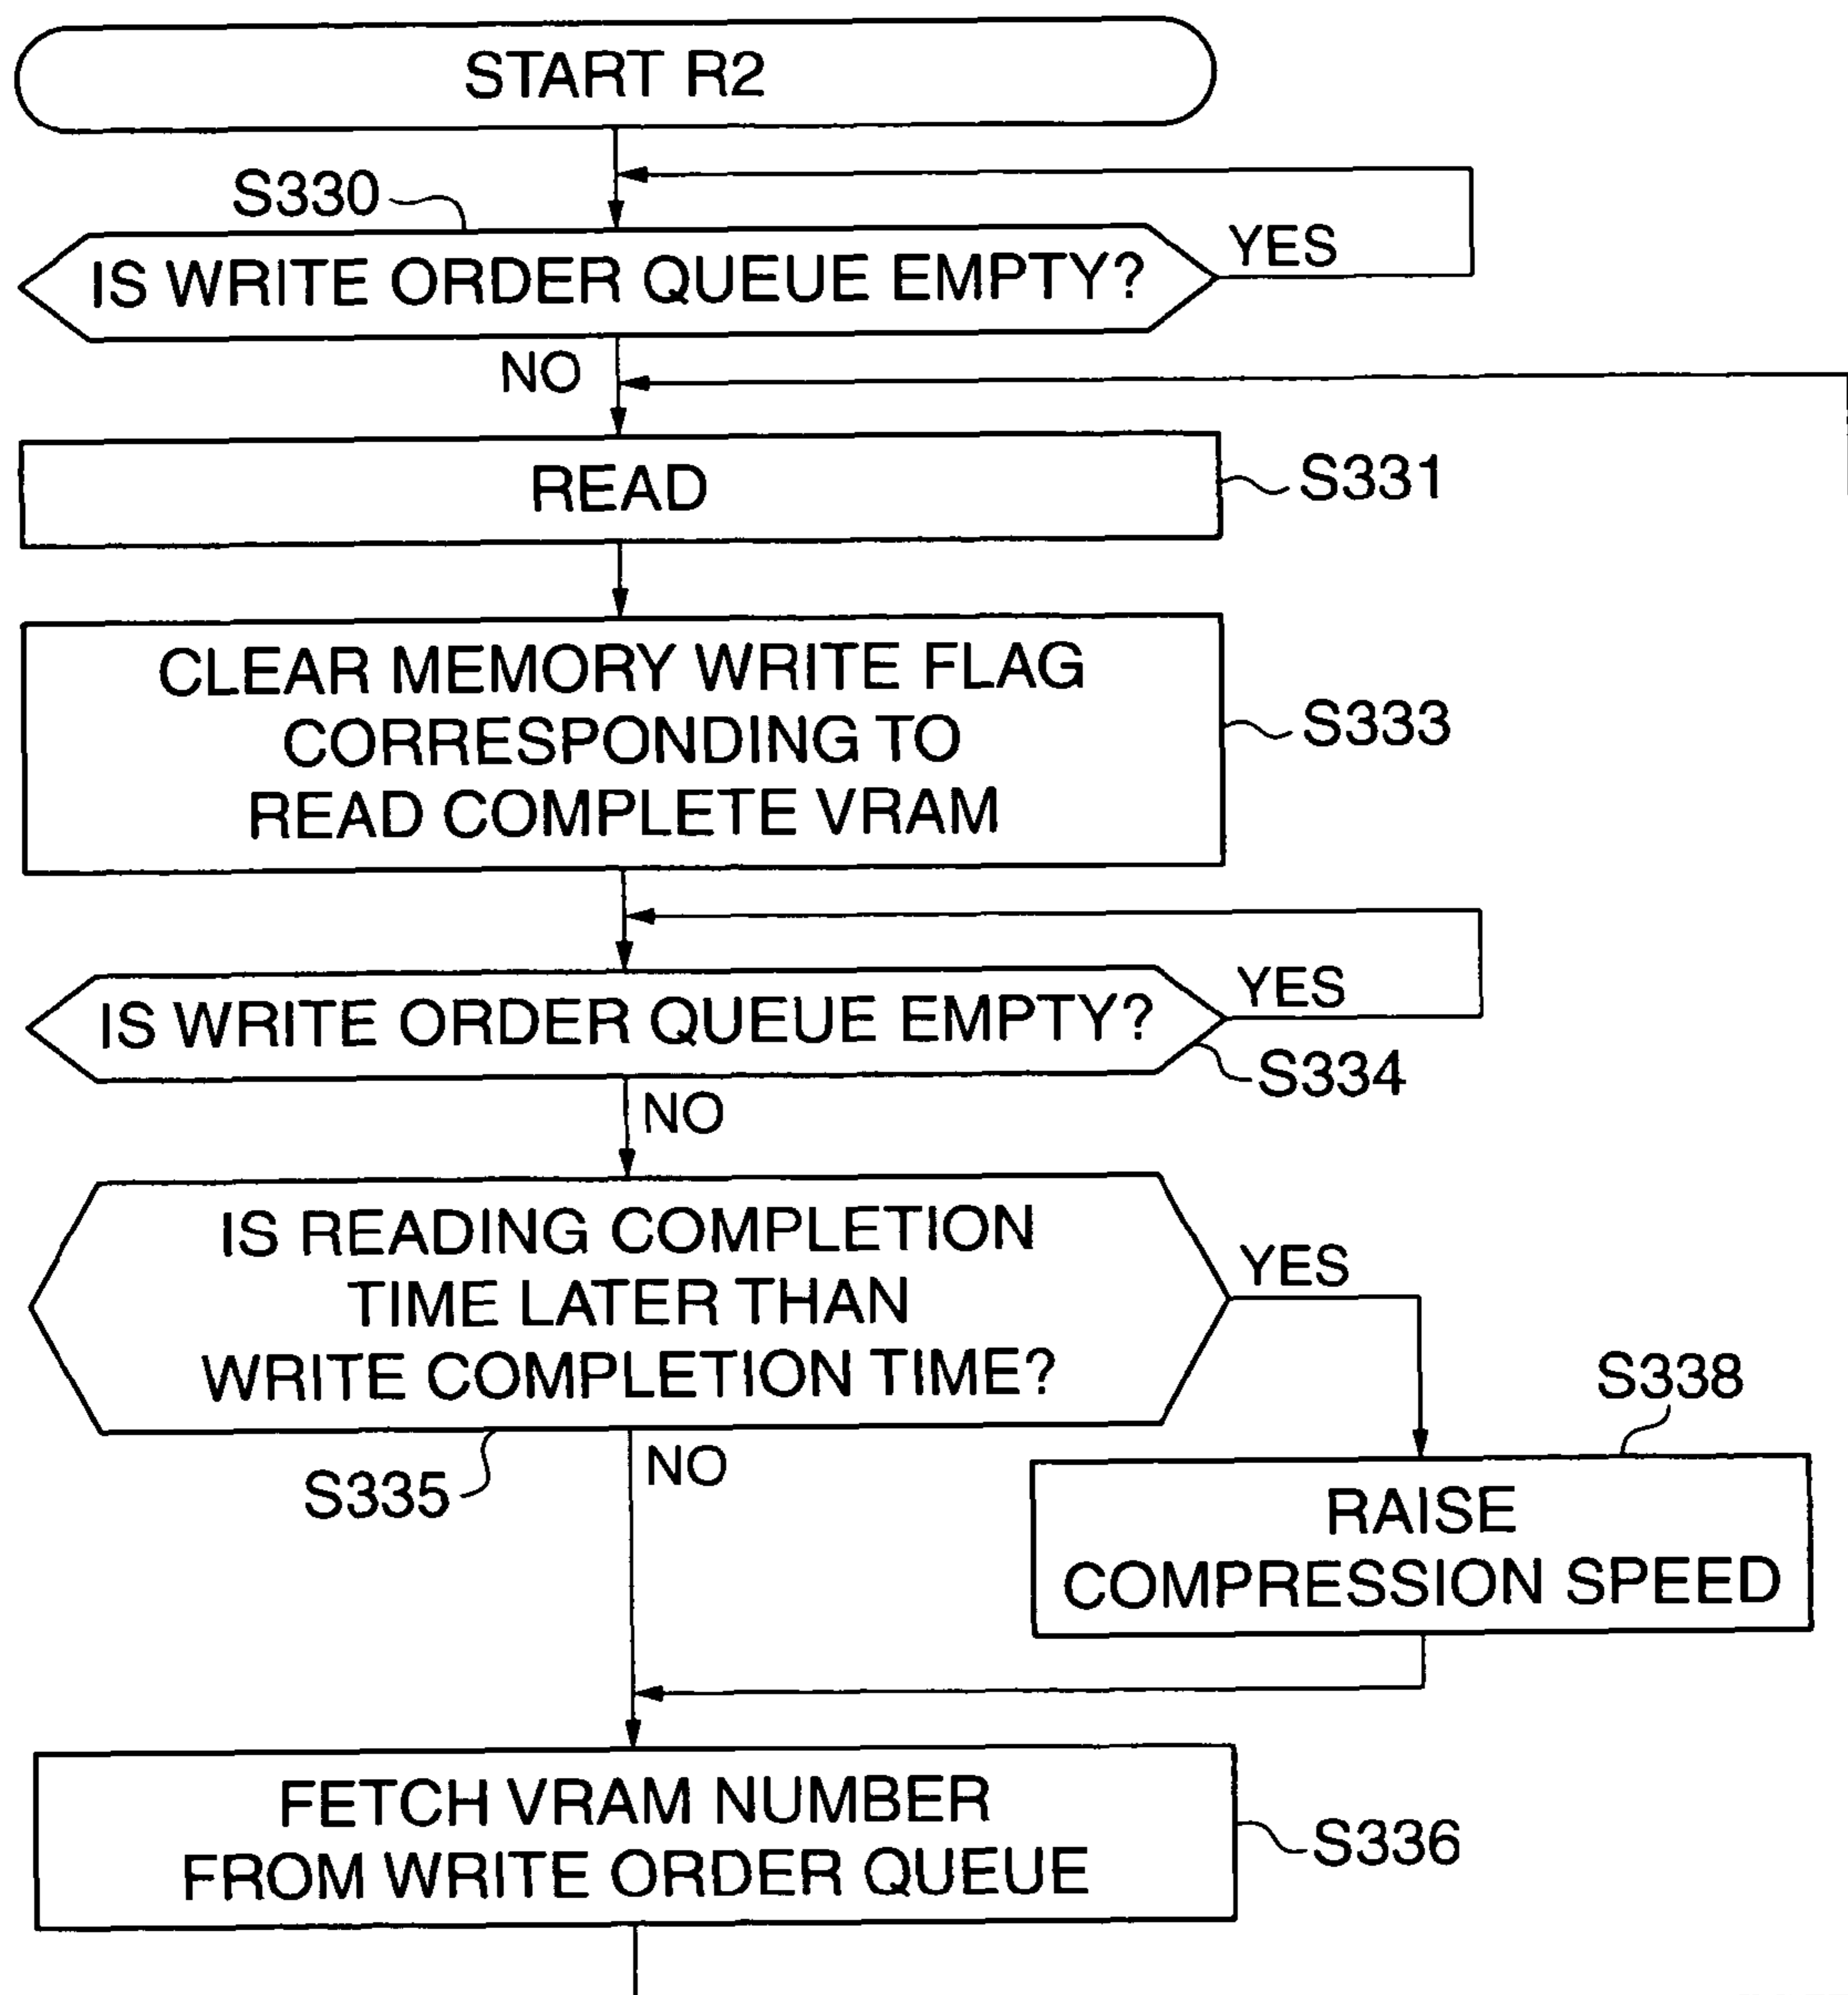 START R2
S330
YES
IS WRITE ORDER QUEUE EMPTY?
NO
READ
S331
CLEAR MEMORY WRITE FLAG
CORRESPONDING TO
READ COMPLETE VRAM
S333
YES
IS WRITE ORDER QUEUE EMPTY?
S334
NO
IS READING COMPLETION
TIME LATER THAN
WRITE COMPLETION TIME?
YES
S338
S335
NO
RAISE
COMPRESSION SPEED
FETCH VRAM NUMBER
FROM WRITE ORDER QUEUE
S336